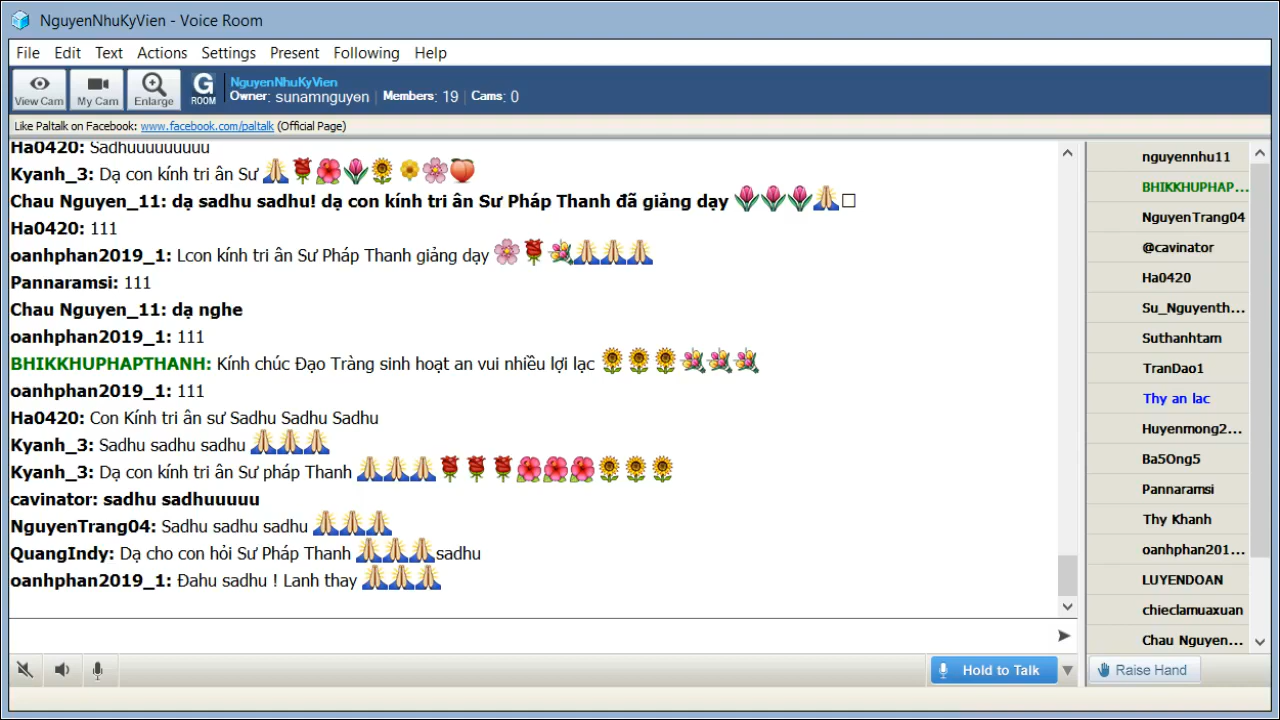 NguyenNhuKyVien - Voice Room
File Edit Text Actions Settings Present Following Help
View Cam My Cam Enlarge G ROOM
NguyenNhuKyVien
Owner: sunamnguyen | Members: 19 | Cams: 0
Like Paltalk on Facebook: www.facebook.com/paltalk (Official Page)
Ha0420: Sadhuuuuuuuuu
Kyanh_3: Dạ con kính tri ân Sư 🙏🌹🌺🌷🌻🌼🌸🍑
Chau Nguyen_11: dạ sadhu sadhu! dạ con kính tri ân Sư Pháp Thanh đã giảng dạy 🌷🌷🌷🙏□
Ha0420: 111
oanhphan2019_1: Lcon kính tri ân Sư Pháp Thanh giảng dạy 🌸🌹💐🙏🙏🙏
Pannaramsi: 111
Chau Nguyen_11: dạ nghe
oanhphan2019_1: 111
BHIKKHUPHAPTHANH: Kính chúc Đạo Tràng sinh hoạt an vui nhiều lợi lạc 🌻🌻🌻💐💐💐
oanhphan2019_1: 111
Ha0420: Con Kính tri ân sư Sadhu Sadhu Sadhu
Kyanh_3: Sadhu sadhu sadhu 🙏🙏🙏
Kyanh_3: Dạ con kính tri ân Sư pháp Thanh 🙏🙏🙏🌹🌹🌹🌺🌺🌺🌻🌻🌻
cavinator: sadhu sadhuuuuu
NguyenTrang04: Sadhu sadhu sadhu 🙏🙏🙏
QuangIndy: Dạ cho con hỏi Sư Pháp Thanh 🙏🙏🙏sadhu
oanhphan2019_1: Đahu sadhu ! Lanh thay 🙏🙏🙏
nguyennhu11
BHIKKHUPHAP...
NguyenTrang04
@cavinator
Ha0420
Su_Nguyenth...
Suthanhtam
TranDao1
Thy an lac
Huyenmong2...
Ba5Ong5
Pannaramsi
Thy Khanh
oanhphan201...
LUYENDOAN
chieclamuaxuan
Chau Nguyen...
Hold to Talk
Raise Hand